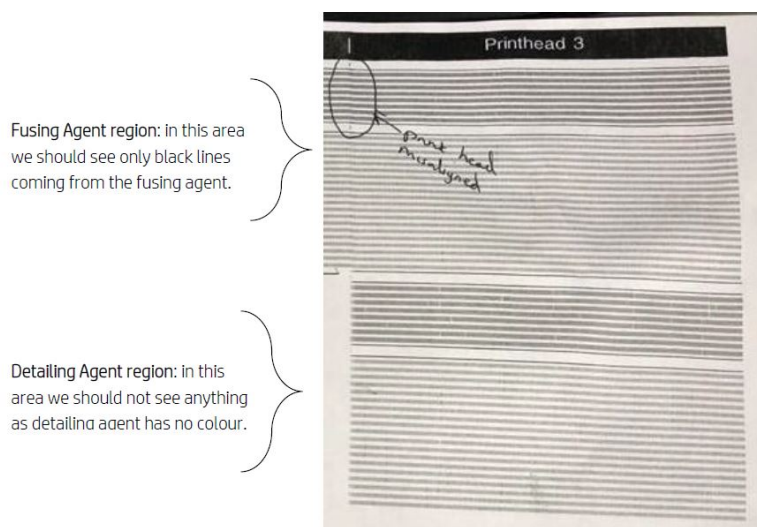 Printhead 3
Fusing Agent region: in this area
we should see only black lines
coming from the fusing agent.
print head
misaligned
Detailing Agent region: in this
area we should not see anything
as detailing agent has no colour.